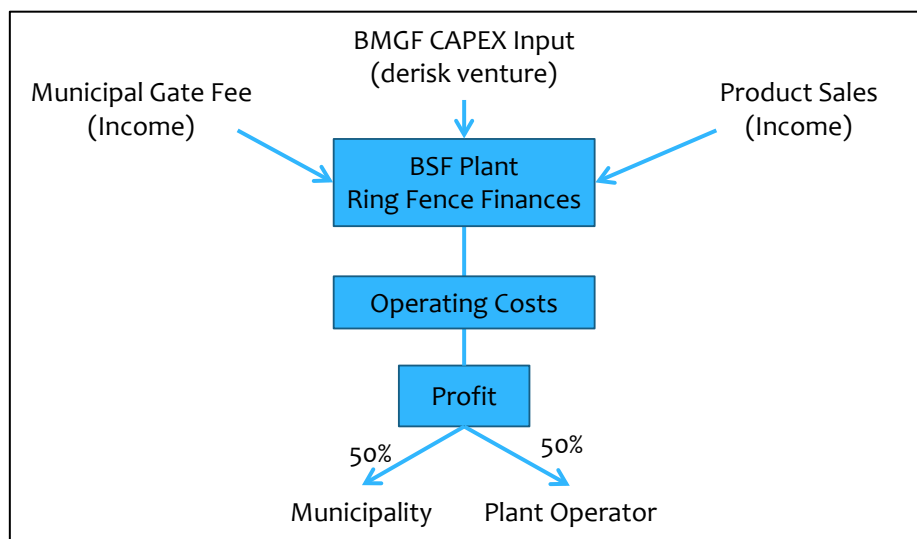 BMGF CAPEX Input
(derisk venture)
Municipal Gate Fee
(Income)
Product Sales
(Income)
BSF Plant
Ring Fence Finances
Operating Costs
Profit
50%
50%
Municipality
Plant Operator